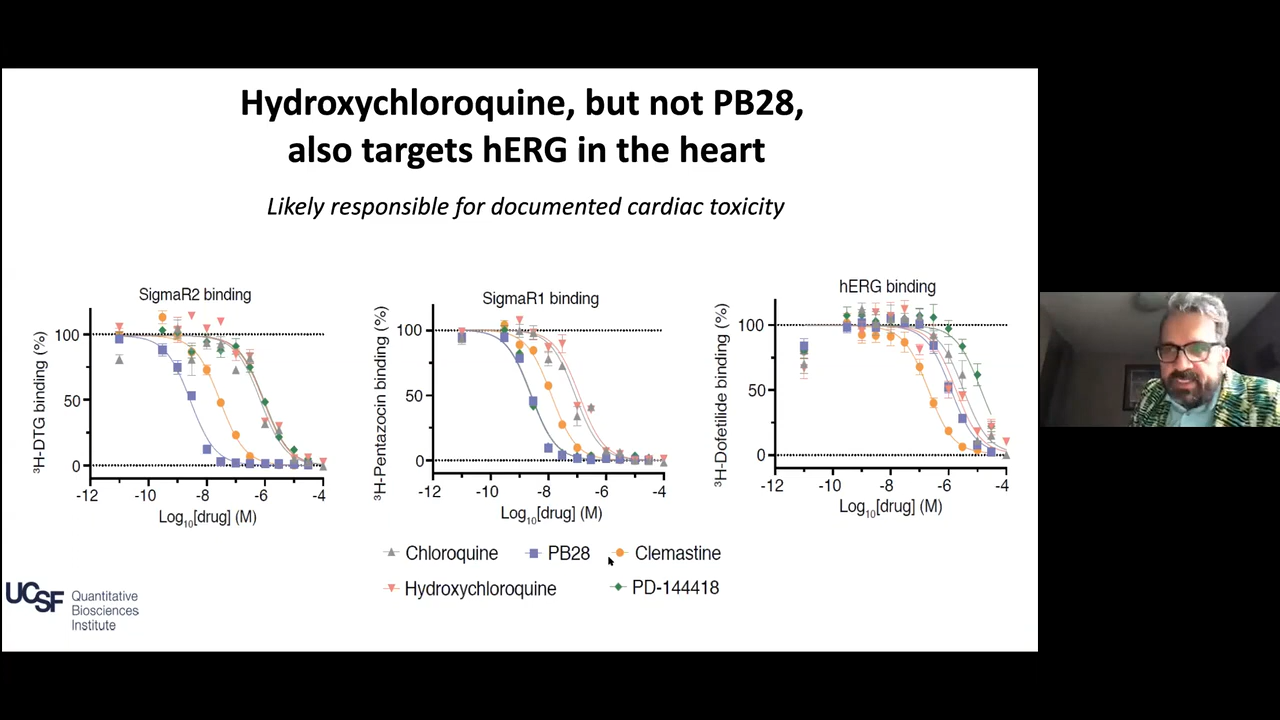 Hydroxychloroquine, but not PB28,
also targets hERG in the heart
Likely responsible for documented cardiac toxicity
SigmaR2 binding
³H-DTG binding (%)
100
50
0
-12 -10 -8 -6 -4
Log₁₀[drug] (M)
SigmaR1 binding
³H-Pentazocin binding (%)
100
50
0
-12 -10 -8 -6 -4
Log₁₀[drug] (M)
hERG binding
³H-Dofetilide binding (%)
100
50
0
-12 -10 -8 -6 -4
Log₁₀[drug] (M)
Chloroquine PB28 Clemastine
Hydroxychloroquine PD-144418
UCSF Quantitative
Biosciences
Institute